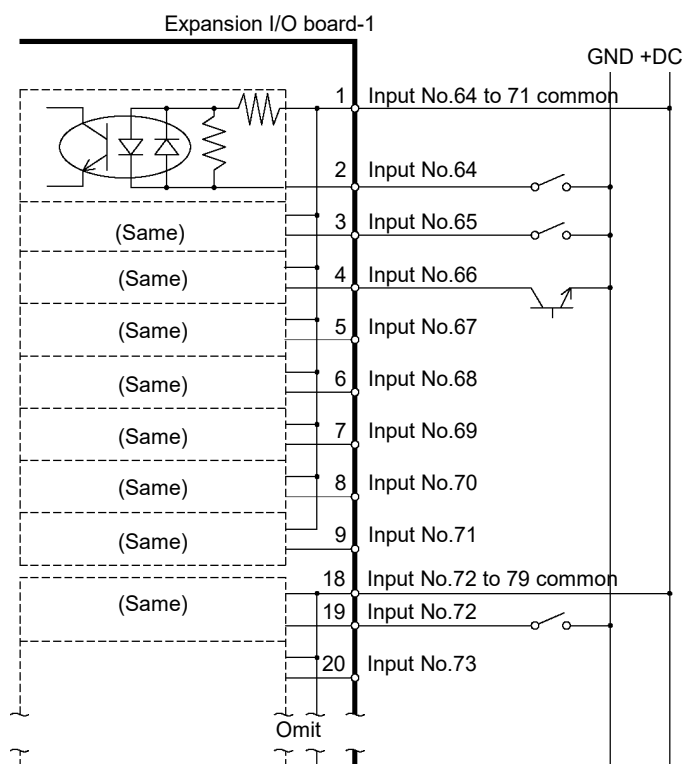 Expansion I/O board-1
GND +DC
1 Input No.64 to 71 common
2 Input No.64
(Same) 3 Input No.65
(Same) 4 Input No.66
(Same) 5 Input No.67
(Same) 6 Input No.68
(Same) 7 Input No.69
(Same) 8 Input No.70
(Same) 9 Input No.71
18 Input No.72 to 79 common
(Same) 19 Input No.72
20 Input No.73
Omit